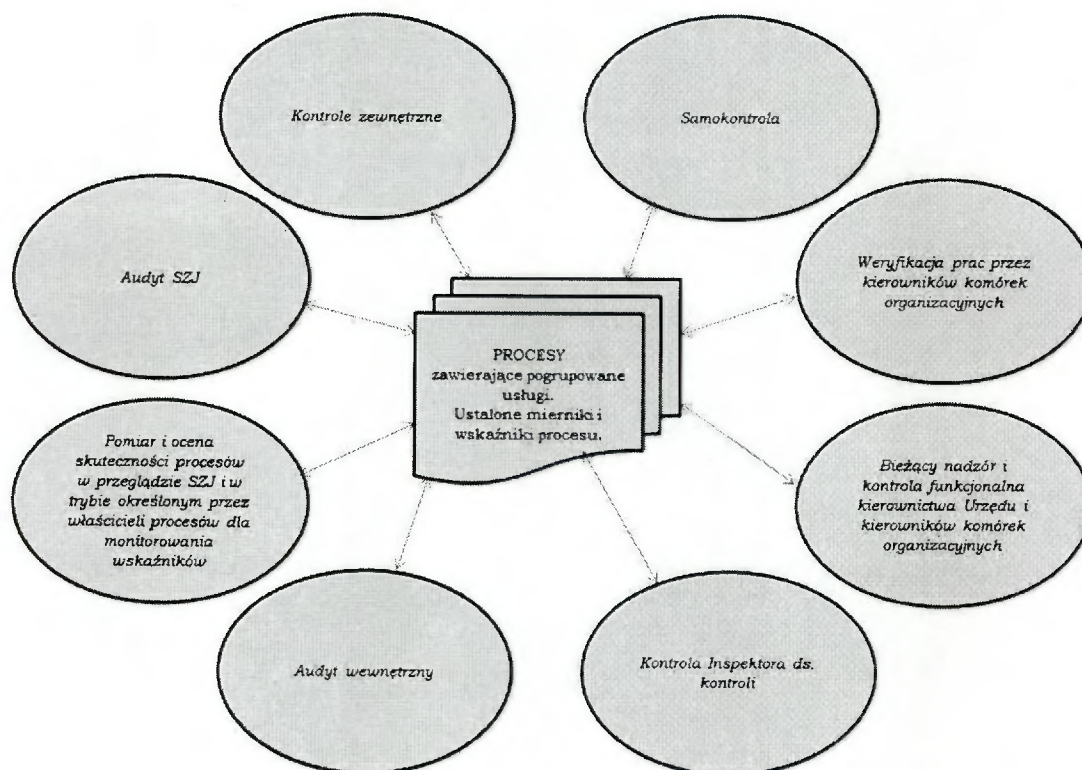 Kontrole zewnętrzne
Samokontrola
Audyt SZJ
Weryfikacja prac przez
kierowników komórek
organizacyjnych
PROCESY
zawierające pogrupowane
usługi.
Ustalone mierniki i
wskaźniki procesu.
Pomiar i ocena
skuteczności procesów
w przeglądzie SZJ i w
trybie określonym przez
właścicieli procesów dla
monitorowania
wskaźników
Bieżący nadzór i
kontrola funkcjonalna
kierownictwa Urzędu i
kierowników komórek
organizacyjnych
Audyt wewnętrzny
Kontrola Inspektora ds.
kontroli